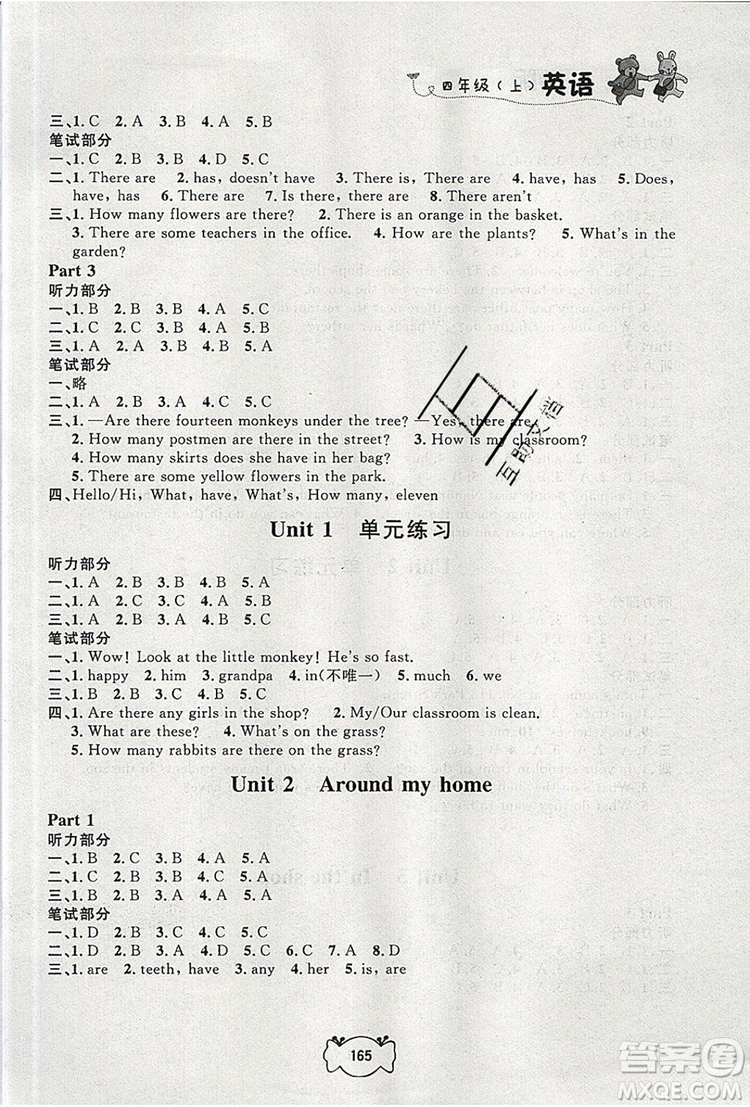 四年级（上）英语
三、1. C  2. A  3. A  4. A  5. B
笔试部分
一、1. C  2. B  3. A  4. D  5. C
二、1. There are  2. has, doesn't have  3. There is, There are  4. have, has  5. Does,
have, has  6. There are  7. Is there, there are  8. There aren't
三、1. How many flowers are there?  2. There is an orange in the basket.
3. There are some teachers in the office.  4. How are the plants?  5. What's in the
garden?
Part 3
听力部分
一、1. B  2. B  3. A  4. B  5. A
二、1. C  2. C  3. B  4. A  5. C
三、1. A  2. B  3. A  4. B  5. A
笔试部分
一、略
二、1. B  2. A  3. A  4. C  5. C
三、1. —Are there fourteen monkeys under the tree? —Yes, there are.
2. How many postmen are there in the street?  3. How is my classroom?
4. How many skirts does she have in her bag?
5. There are some yellow flowers in the park.
四、Hello/Hi, What, have, What's, How many, eleven
Unit 1  单元练习
听力部分
一、1. A  2. B  3. B  4. A  5. B
二、1. A  2. B  3. B  4. A  5. A
三、1. C  2. B  3. A  4. B  5. C
笔试部分
一、1. Wow! Look at the little monkey! He's so fast.
二、1. happy  2. him  3. grandpa  4. in(不唯一)  5. much  6. we
三、1. B  2. B  3. C  4. B  5. A
四、1. Are there any girls in the shop?  2. My/Our classroom is clean.
3. What are these?  4. What's on the grass?
5. How many rabbits are there on the grass?
Unit 2  Around my home
Part 1
听力部分
一、1. B  2. C  3. B  4. A  5. A
二、1. B  2. B  3. A  4. A  5. B
三、1. A  2. B  3. B  4. A  5. A
笔试部分
一、1. D  2. B  3. C  4. C  5. D
二、1. D  2. D  3. B  4. D  5. C  6. C  7. A  8. D
三、1. are  2. teeth, have  3. any  4. her  5. is, are
165
答案圈
MXQE.COM